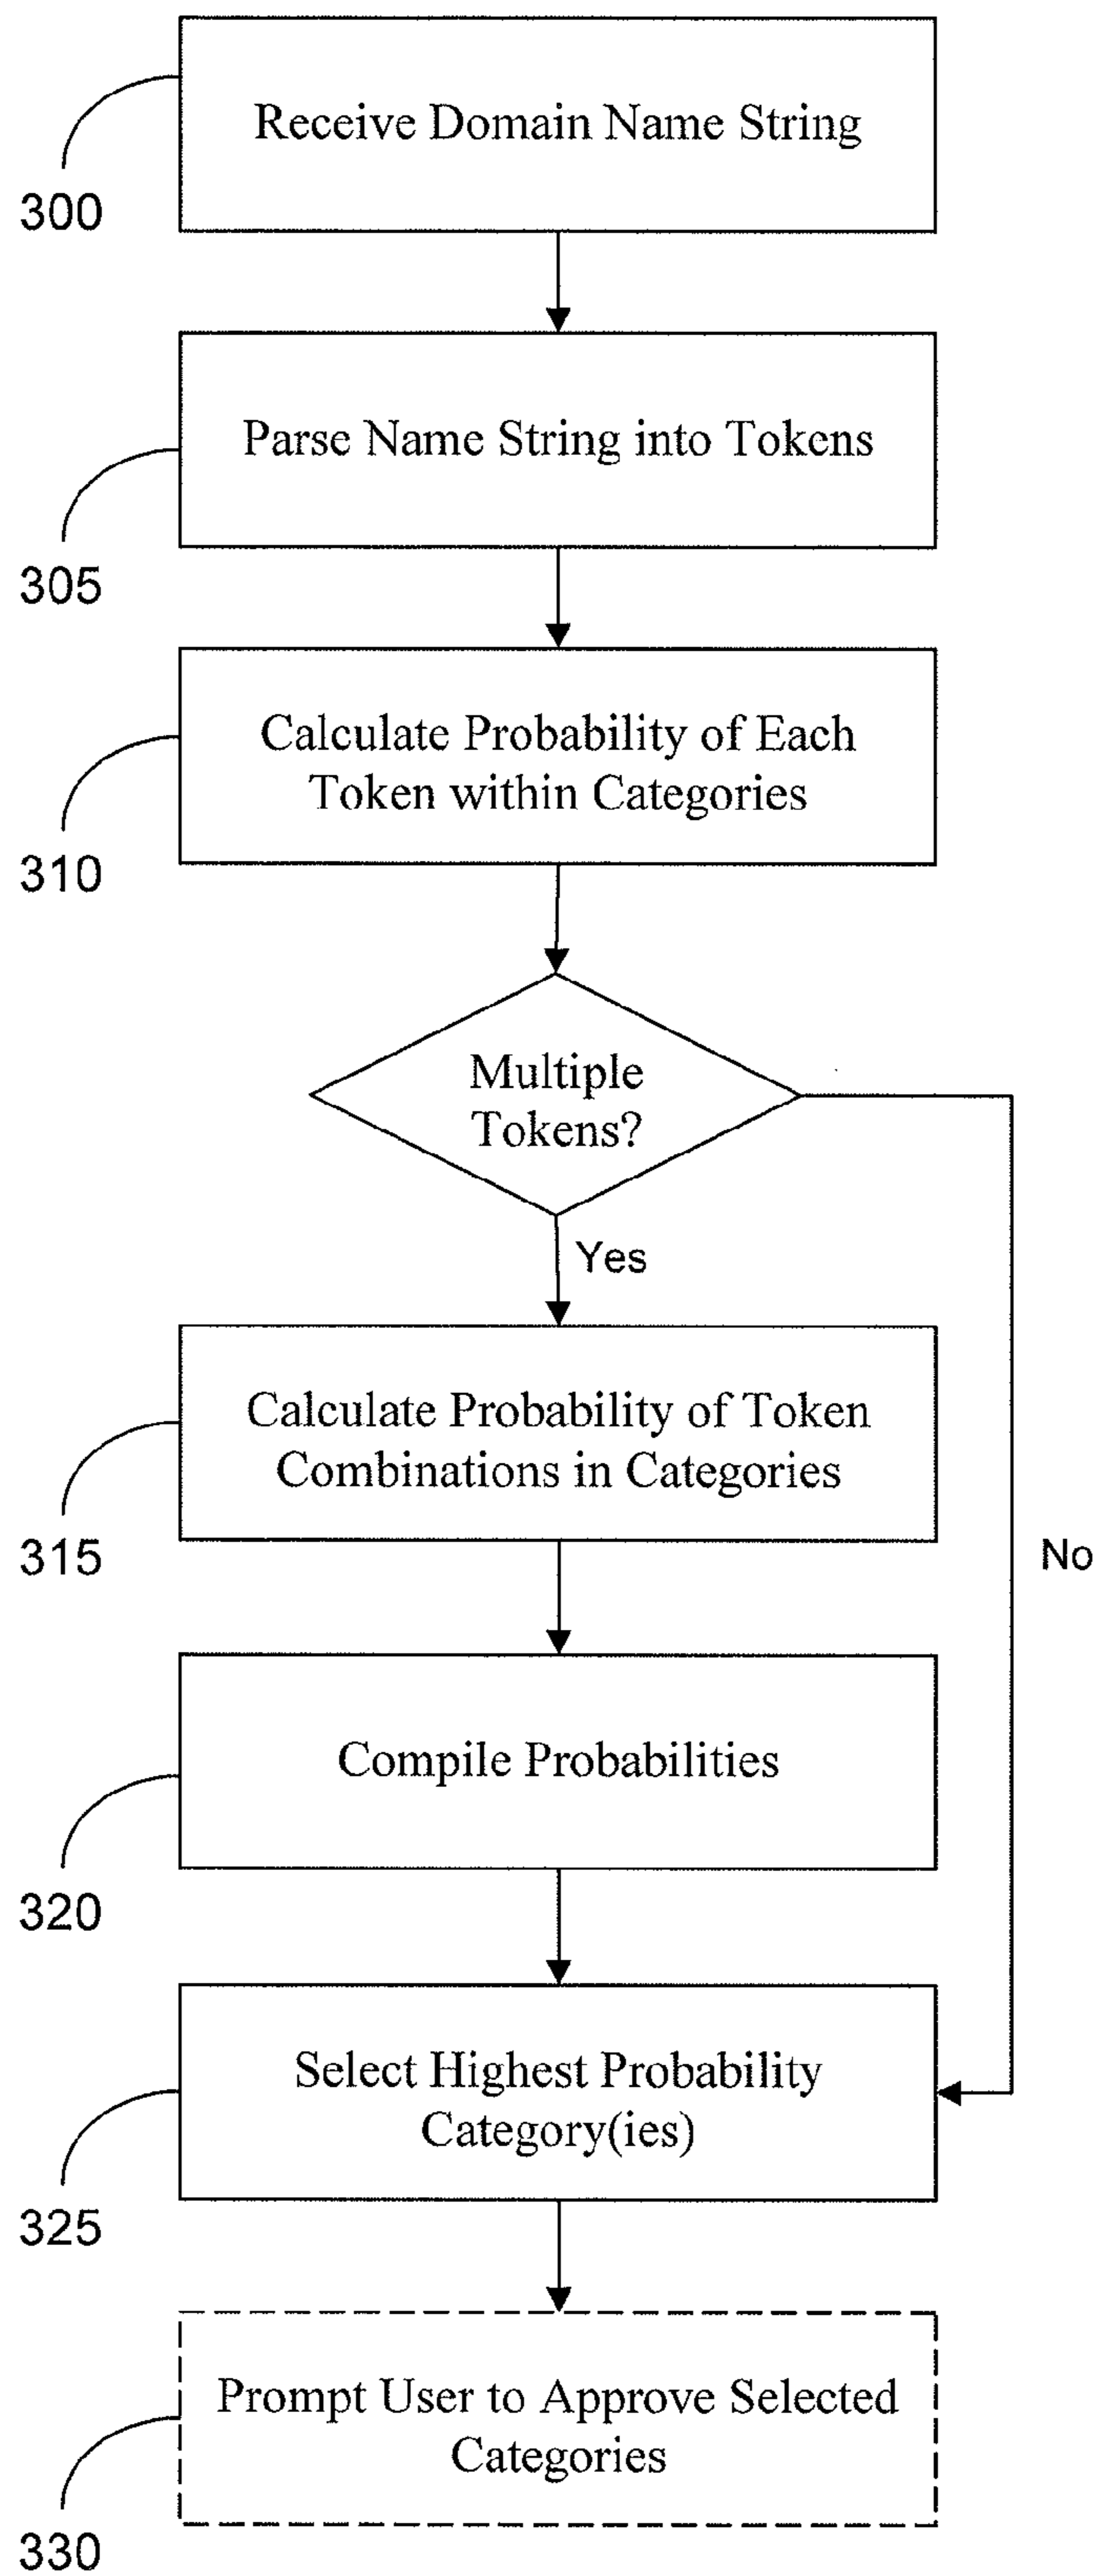 Receive Domain Name String
300
Parse Name String into Tokens
305
Calculate Probability of Each
Token within Categories
310
Multiple
Tokens?
Yes
Calculate Probability of Token
Combinations in Categories
315
No
Compile Probabilities
320
Select Highest Probability
Category(ies)
325
Prompt User to Approve Selected
Categories
330